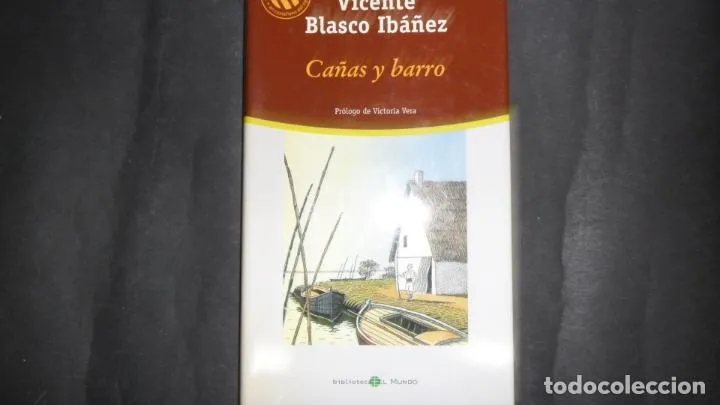 Vicente
Blasco Ibáñez
Cañas y barro
Prólogo de Victoria Vera
biblioteca EL MUNDO
todocoleccion